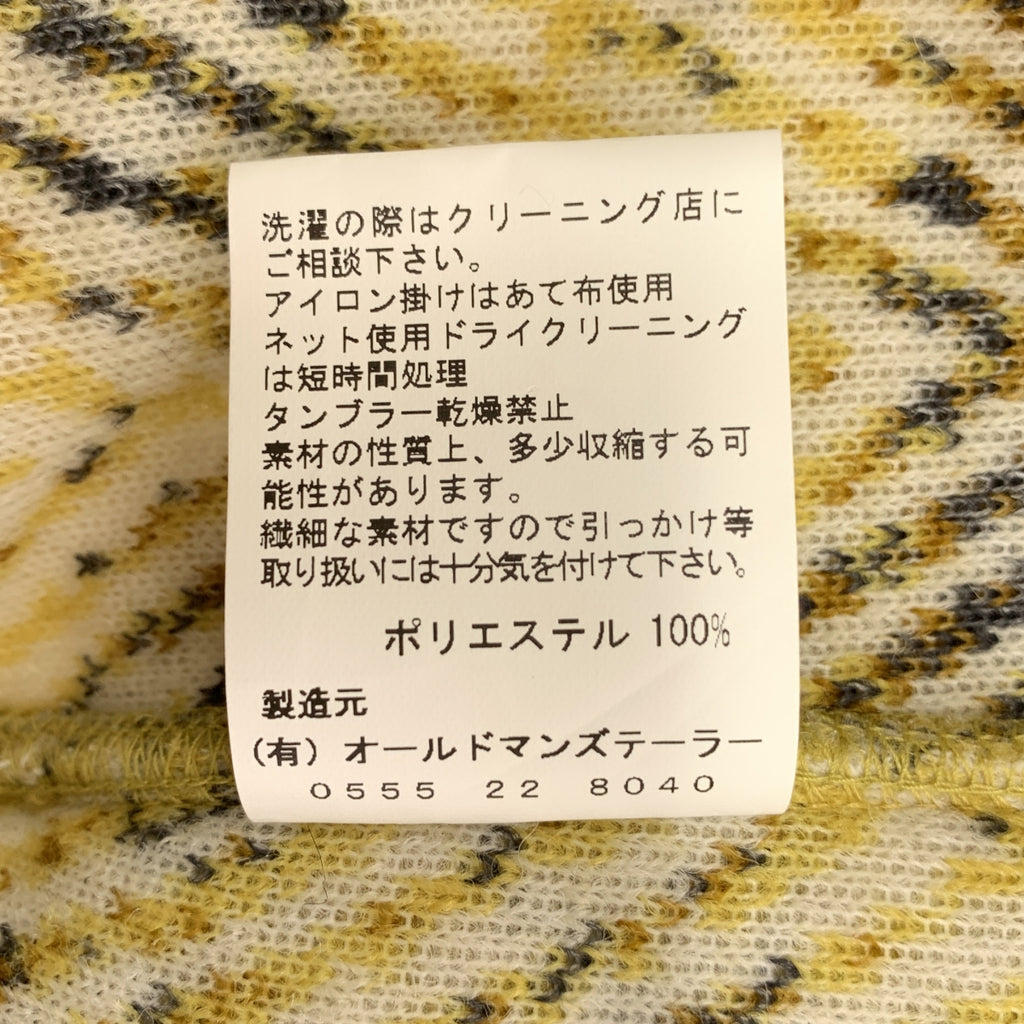 洗濯の際はクリーニング店に
ご相談下さい。
アイロン掛けはあて布使用
ネット使用ドライクリーニング
は短時間処理
タンブラー乾燥禁止
素材の性質上、多少収縮する可
能性があります。
繊細な素材ですので引っかけ等
取り扱いには十分気を付けて下さい。
ポリエステル 100%
製造元
(有) オールドマンズテーラー
0555 22 8040